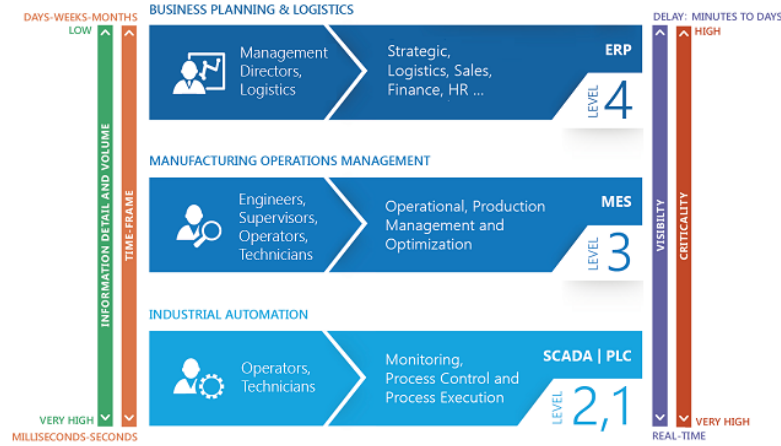 BUSINESS PLANNING & LOGISTICS
DAYS-WEEKS-MONTHS
DELAY: MINUTES TO DAYS
LOW
HIGH
Management
Directors,
Logistics
Strategic,
Logistics, Sales,
Finance, HR ...
ERP
LEVEL 4
MANUFACTURING OPERATIONS MANAGEMENT
Engineers,
Supervisors,
Operators,
Technicians
Operational, Production
Management and
Optimization
MES
LEVEL 3
INFORMATION DETAIL AND VOLUME
TIME-FRAME
VISIBILTY
CRITICALITY
INDUSTRIAL AUTOMATION
Operators,
Technicians
Monitoring,
Process Control and
Process Execution
SCADA | PLC
LEVEL 2,1
VERY HIGH
VERY HIGH
MILLISECONDS-SECONDS
REAL-TIME